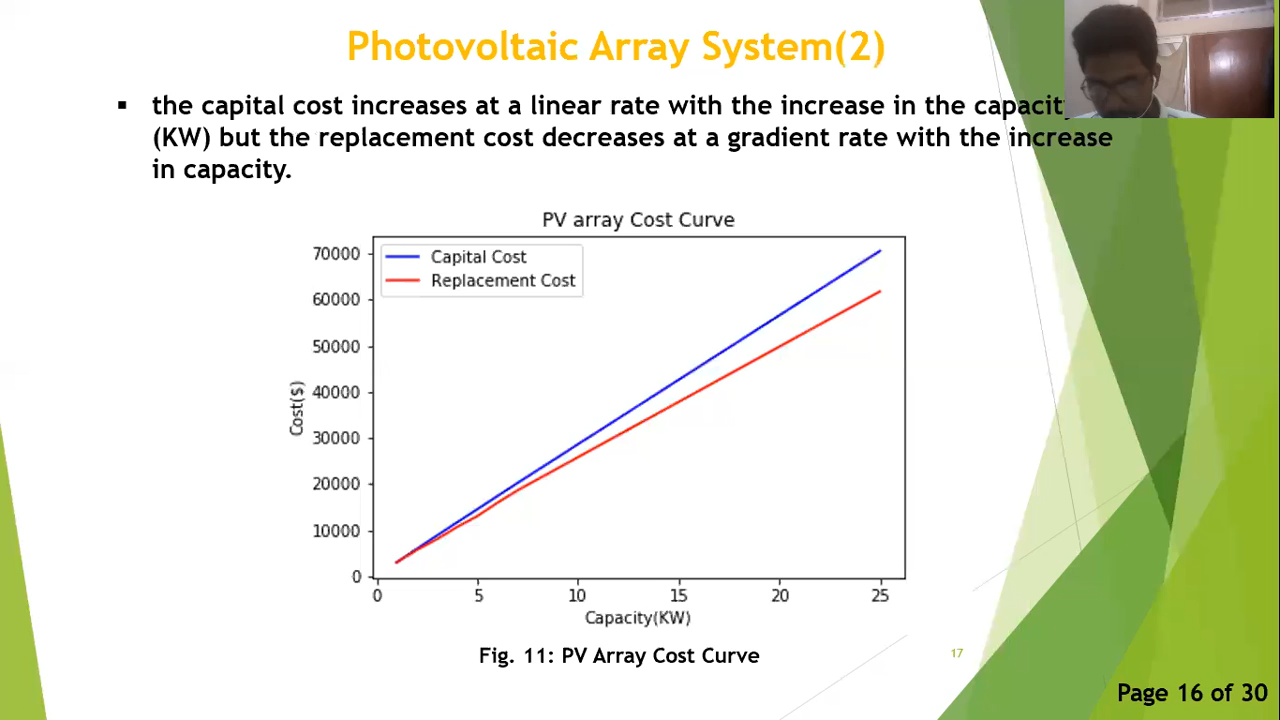 Photovoltaic Array System(2)
▪ the capital cost increases at a linear rate with the increase in the capacity
(KW) but the replacement cost decreases at a gradient rate with the increase
in capacity.
PV array Cost Curve
Capital Cost
Replacement Cost
70000
60000
50000
40000
30000
20000
10000
0
Cost($)
0 5 10 15 20 25
Capacity(KW)
Fig. 11: PV Array Cost Curve
17
Page 16 of 30